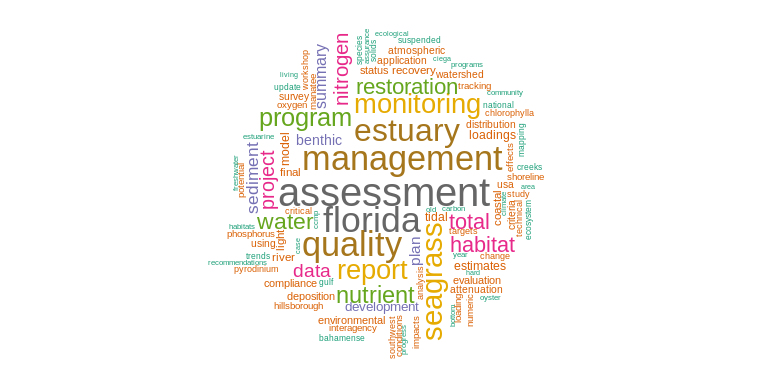 ecological
species
assurance
solids
suspended
nitrogen
summary
workshop
manatee
atmospheric
application
ciega
programs
living
status recovery
watershed
update
survey
oxygen
restoration
tracking
community
monitoring
national
chlorophylla
program
estuary
distribution
loadings
mapping
estuarine
model
benthic
effects
freshwater
potential
sediment
project
final
management
creeks
shoreline
assessment
usa
area
study
coastal
climate
criteria
technical
ecosystem
critical
ccmp
florida
old
carbon
tidal
total
targets
habitats
phosphorus
water
using
light
case
quality
plan
seagrass
habitat
trends
river
year
change
recommendations
pyrodinium
data
report
analysis
estimates
hard
compliance
gulf
nutrient
evaluation
attenuation
deposition
oyster
hillsborough
development
bottom
loading
numeric
environmental
interagency
bahamense
southwest
conditions
progress
impacts